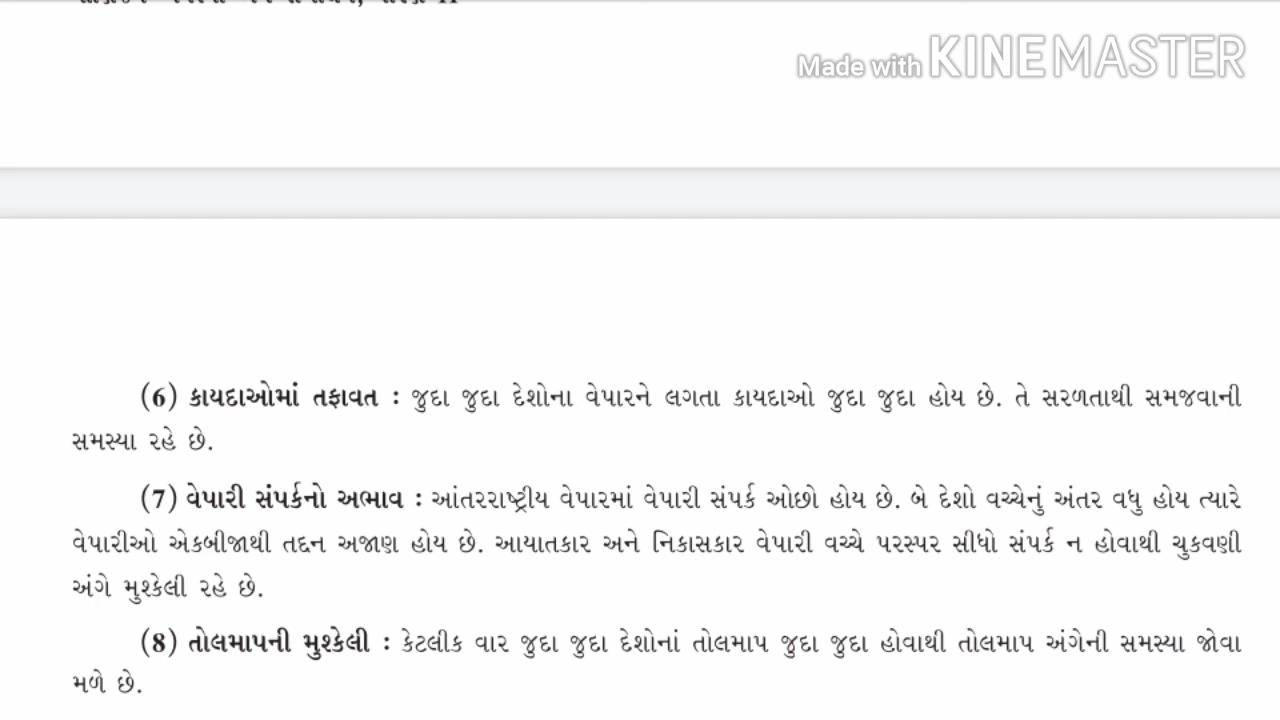 Made with KINEMASTER
(6) કાયદાઓમાં તફાવત : જુદા જુદા દેશોના વેપારને લગતા કાયદાઓ જુદા જુદા હોય છે. તે સરળતાથી સમજવાની
સમસ્યા રહે છે.
(7) વેપારી સંપર્કનો અભાવ : આંતરરાષ્ટ્રીય વેપારમાં વેપારી સંપર્ક ઓછો હોય છે. બે દેશો વચ્ચેનું અંતર વધુ હોય ત્યારે
વેપારીઓ એકબીજાથી તદ્દન અજાણ હોય છે. આયાતકાર અને નિકાસકાર વેપારી વચ્ચે પરસ્પર સીધો સંપર્ક ન હોવાથી ચુકવણી
અંગે મુશ્કેલી રહે છે.
(8) તોલમાપની મુશ્કેલી : કેટલીક વાર જુદા જુદા દેશોનાં તોલમાપ જુદા જુદા હોવાથી તોલમાપ અંગેની સમસ્યા જોવા
મળે છે.